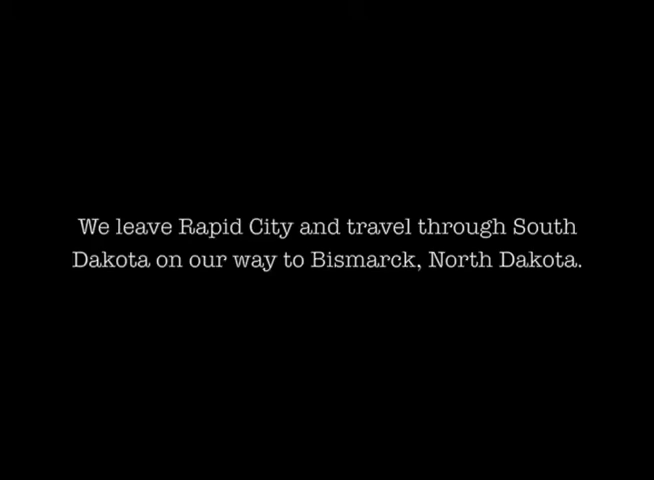 We leave Rapid City and travel through South
Dakota on our way to Bismarck, North Dakota.